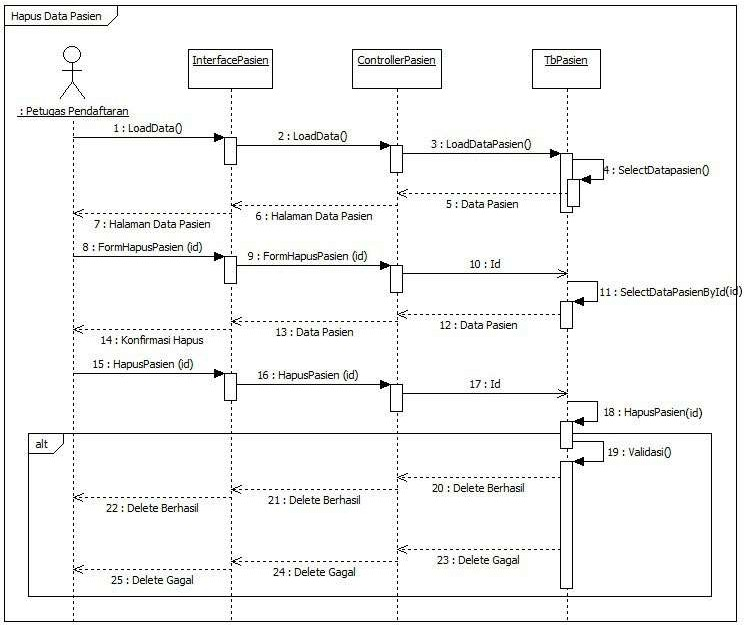 Hapus Data Pasien
InterfacePasien
ControllerPasien
TbPasien
: Petugas Pendaftaran
1 : LoadData()
2 : LoadData()
3 : LoadDataPasien()
4 : SelectDatapasien()
5 : Data Pasien
6 : Halaman Data Pasien
7 : Halaman Data Pasien
8 : FormHapusPasien (id)
9 : FormHapusPasien (id)
10 : Id
11 : SelectDataPasienById(id)
12 : Data Pasien
13 : Data Pasien
14 : Konfirmasi Hapus
15 : HapusPasien (id)
16 : HapusPasien (id)
17 : Id
18 : HapusPasien(id)
alt
19 : Validasi()
20 : Delete Berhasil
21 : Delete Berhasil
22 : Delete Berhasil
23 : Delete Gagal
24 : Delete Gagal
25 : Delete Gagal